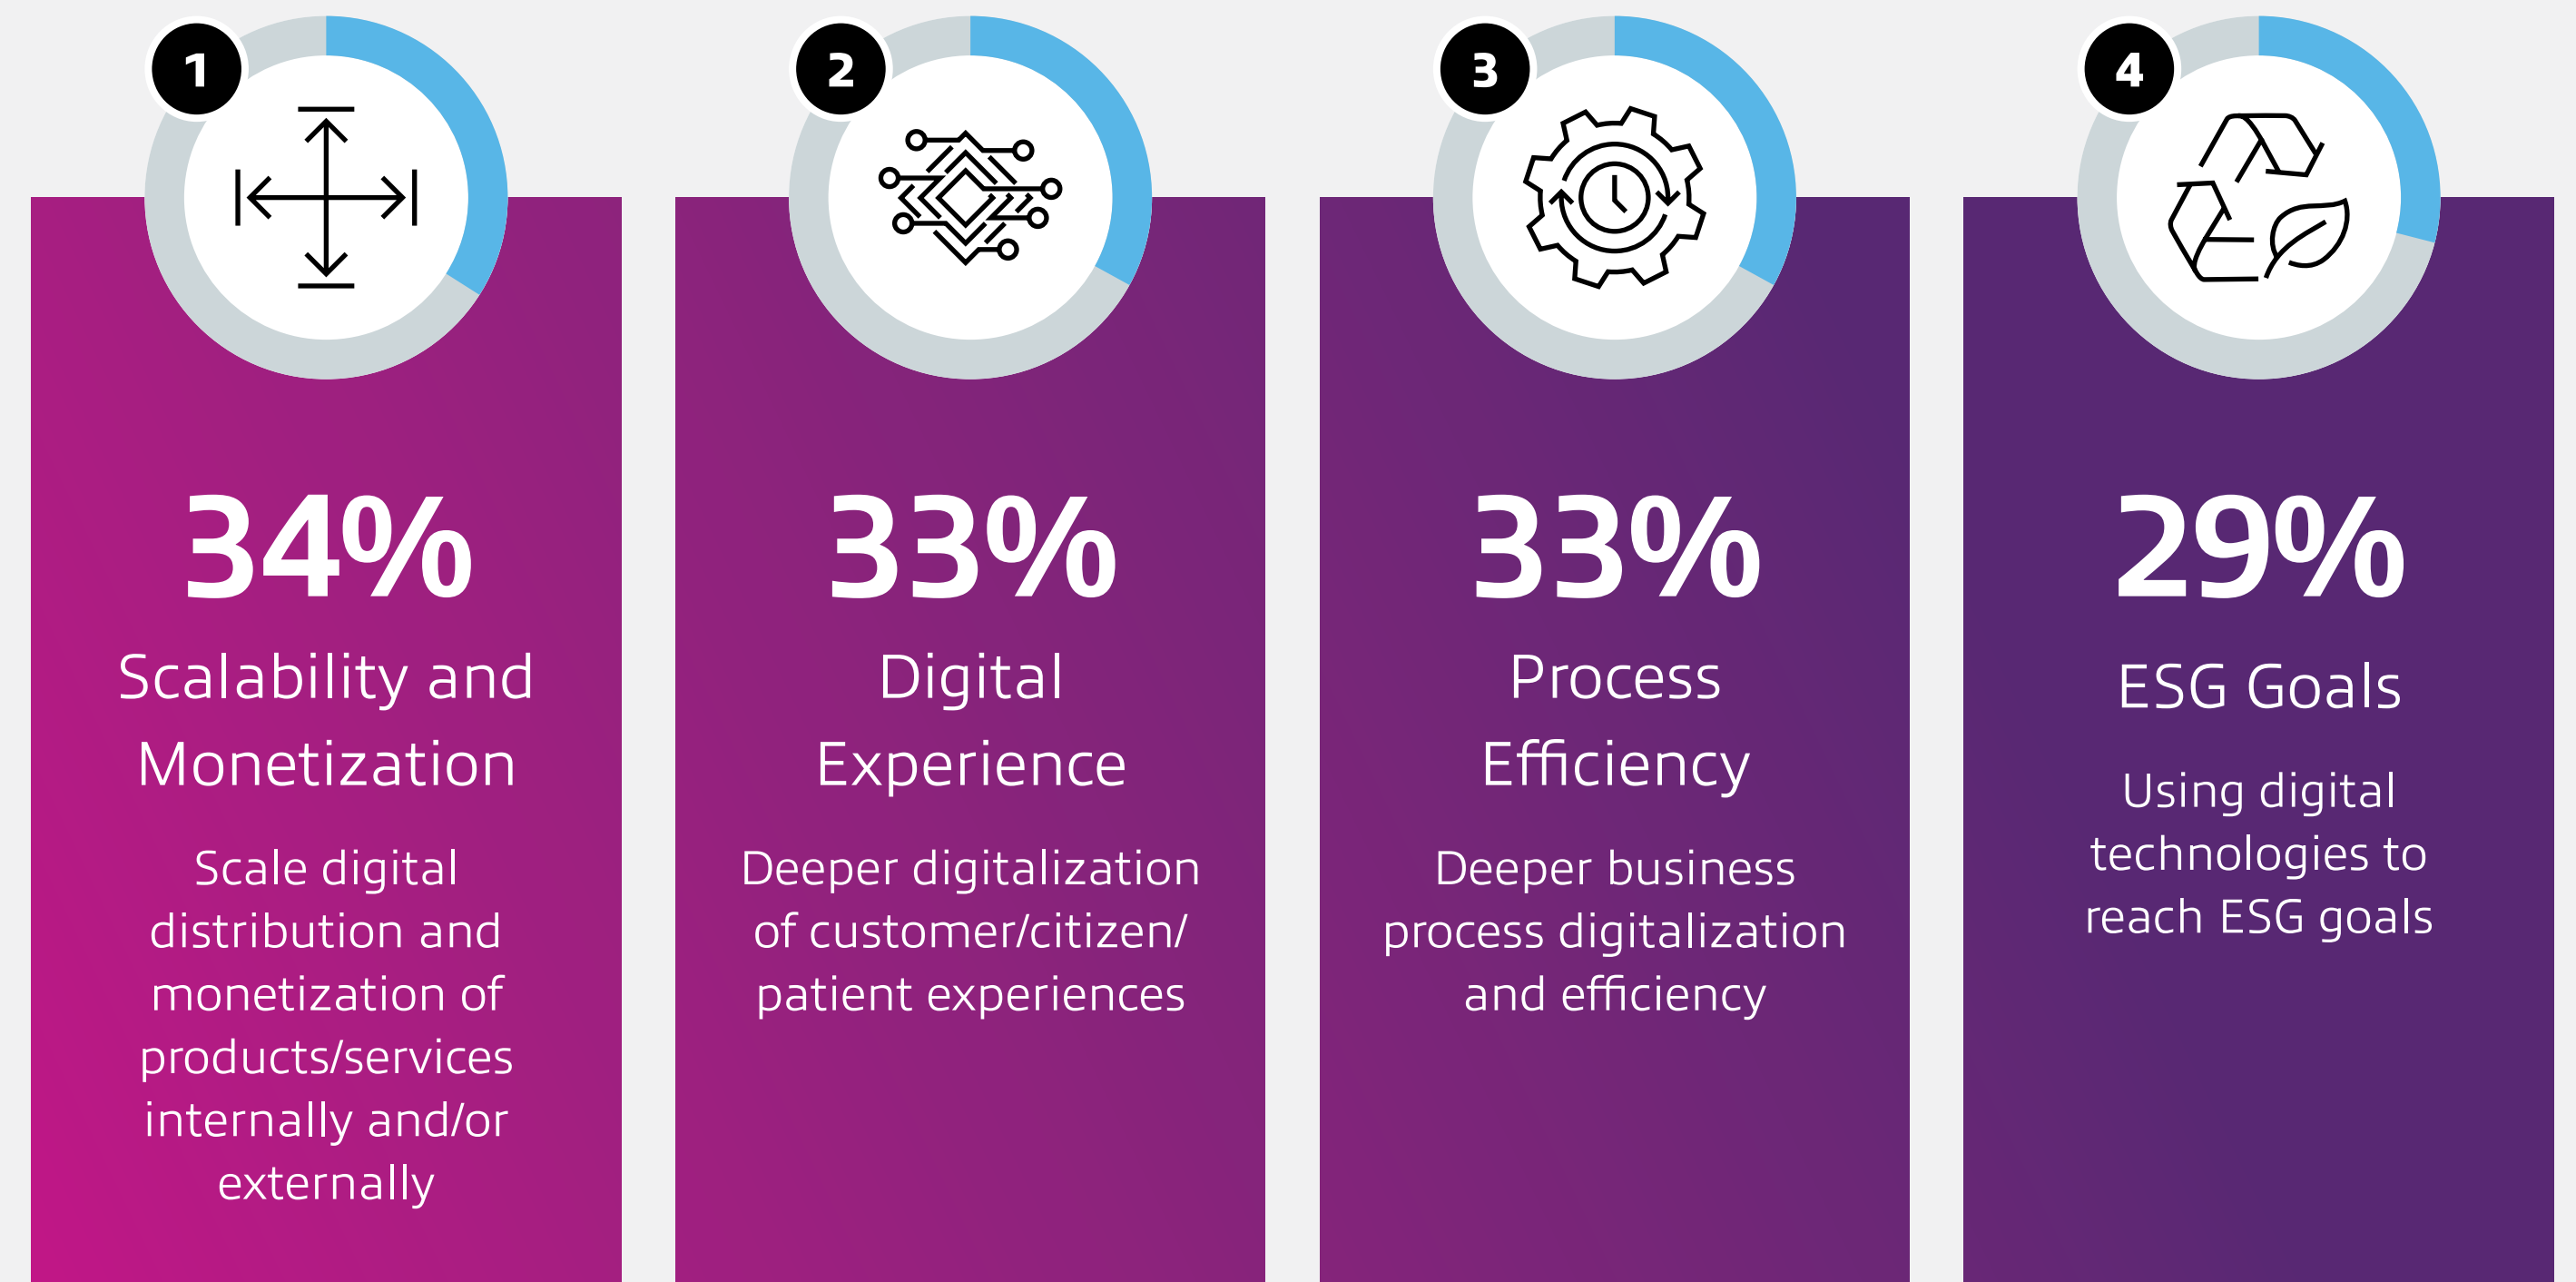 1
34%
Scalability and
Monetization
Scale digital
distribution and
monetization of
products/services
internally and/or
externally
2
33%
Digital
Experience
Deeper digitalization
of customer/citizen/
patient experiences
3
33%
Process
Efficiency
Deeper business
process digitalization
and efficiency
4
29%
ESG Goals
Using digital
technologies to
reach ESG goals